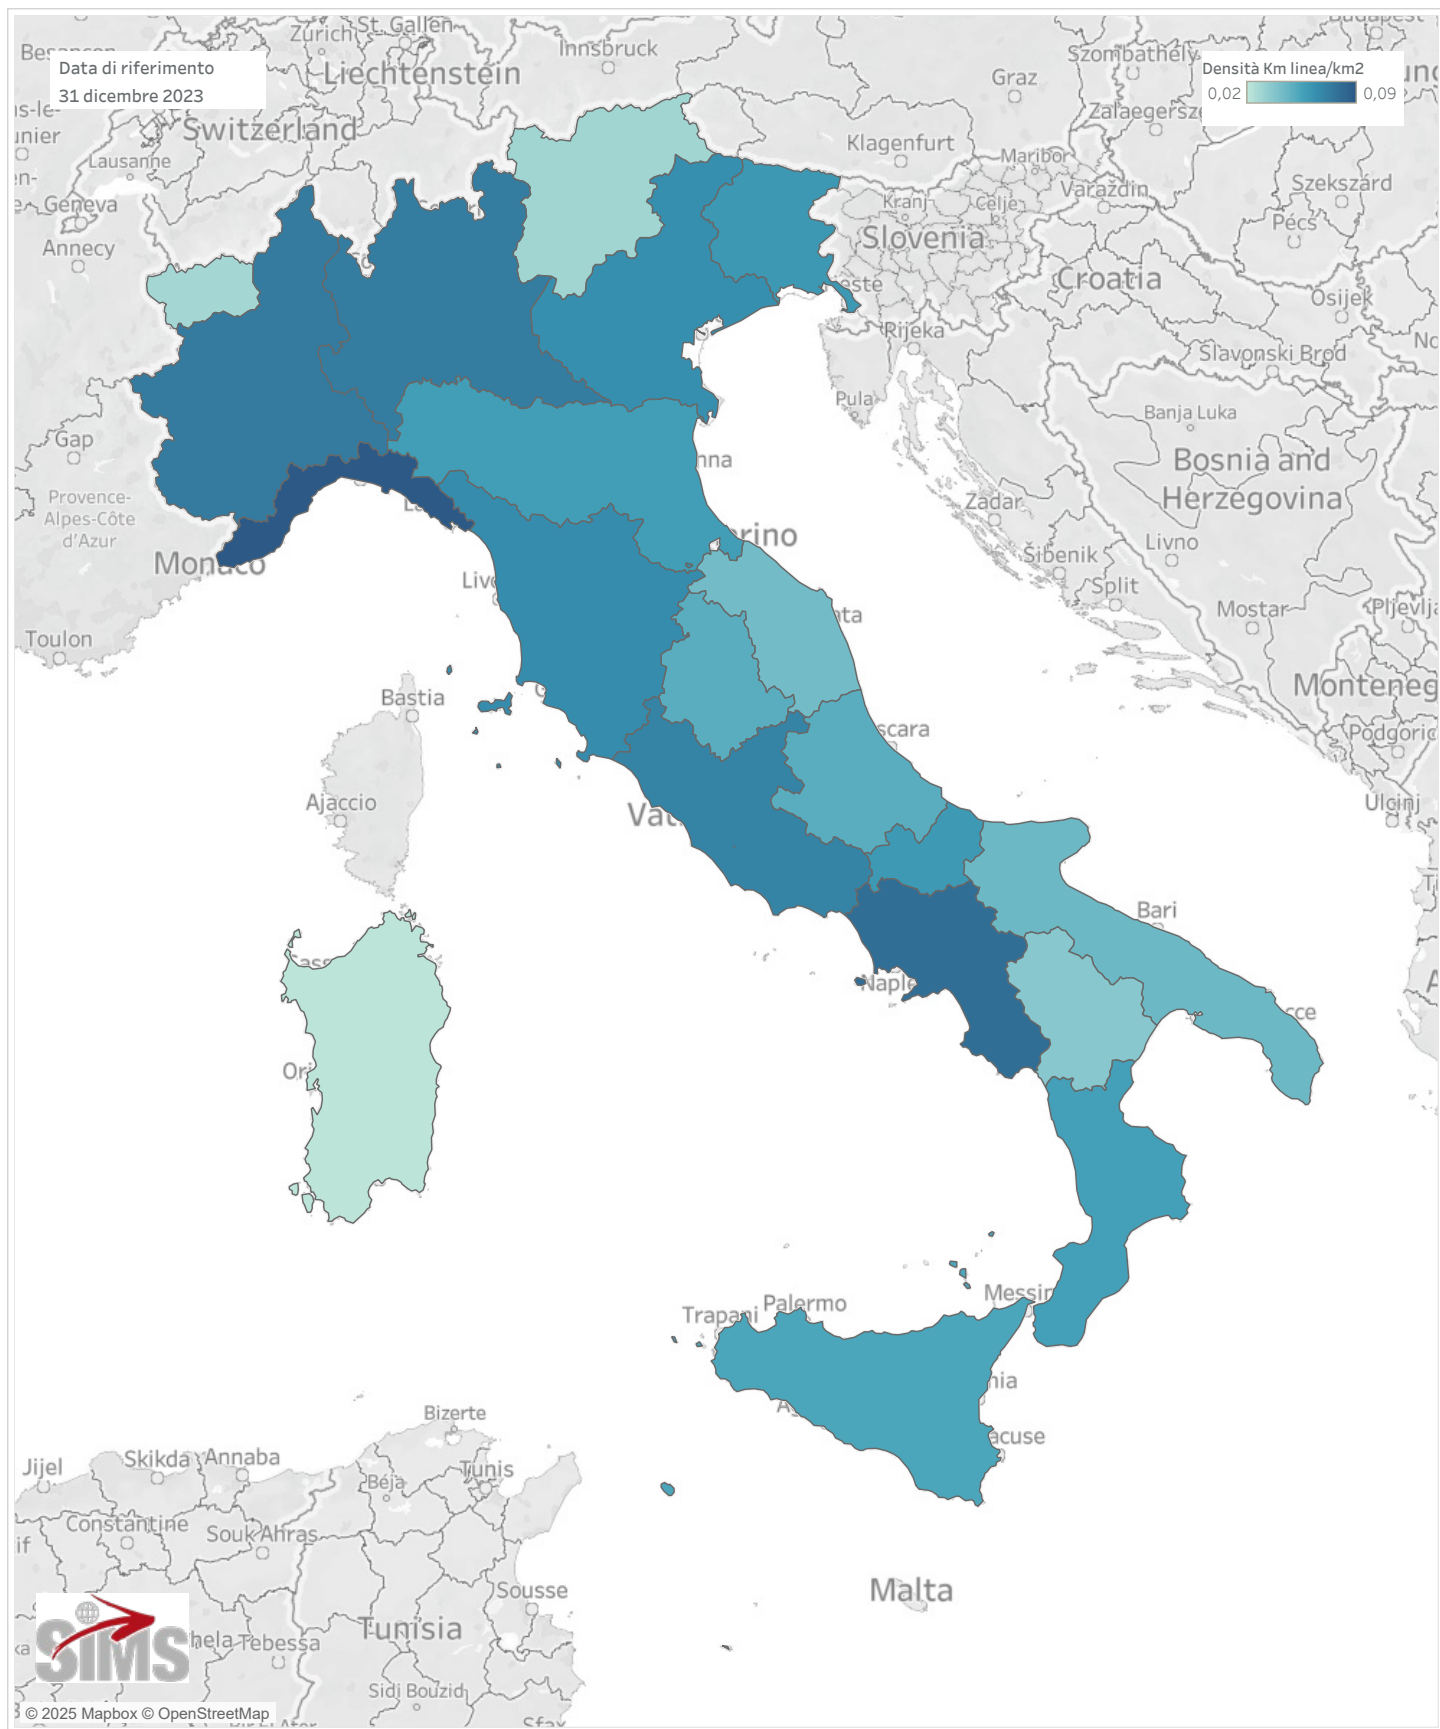 Zürich
St. Gallen
Budapest
Innsbruck
Szombathely
Data di riferimento
31 dicembre 2023
Liechtenstein
Densità Km linea/km2
0,02
0,09
Graz
Switzerland
Klagenfurt
Maribor
Lausanne
Varaždin
Szekszárd
Geneva
Kranj
Celje
Pécs
Annecy
Slovenia
Croatia
Osijek
Rijeka
Slavonski Brod
Pula
Banja Luka
Gap
Bosnia and
Herzegovina
Provence-
Alpes-Côte
d'Azur
Zadar
Monaco
Šibenik
Livno
Split
Mostar
Toulon
Bastia
Ajaccio
Ulcinj
Bari
Messin
Trapani
Palermo
Bizerte
Jijel
Skikda
Annaba
Béja
Tunis
Constantine
Souk Ahras
Sousse
Malta
Tunisia
Tebessa
SiMS
Sidi Bouzid
© 2025 Mapbox © OpenStreetMap
Sfax